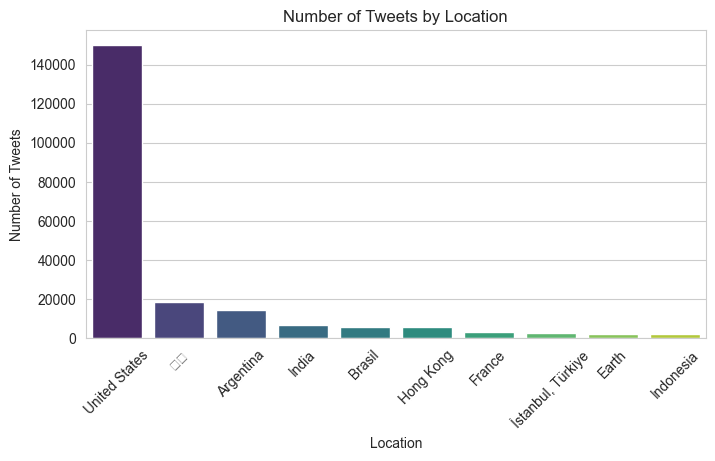 Number of Tweets by Location
Number of Tweets
140000
120000
100000
80000
60000
40000
20000
0
United States
Argentina
India
Brasil
Hong Kong
France
İstanbul, Türkiye
Earth
Indonesia
Location